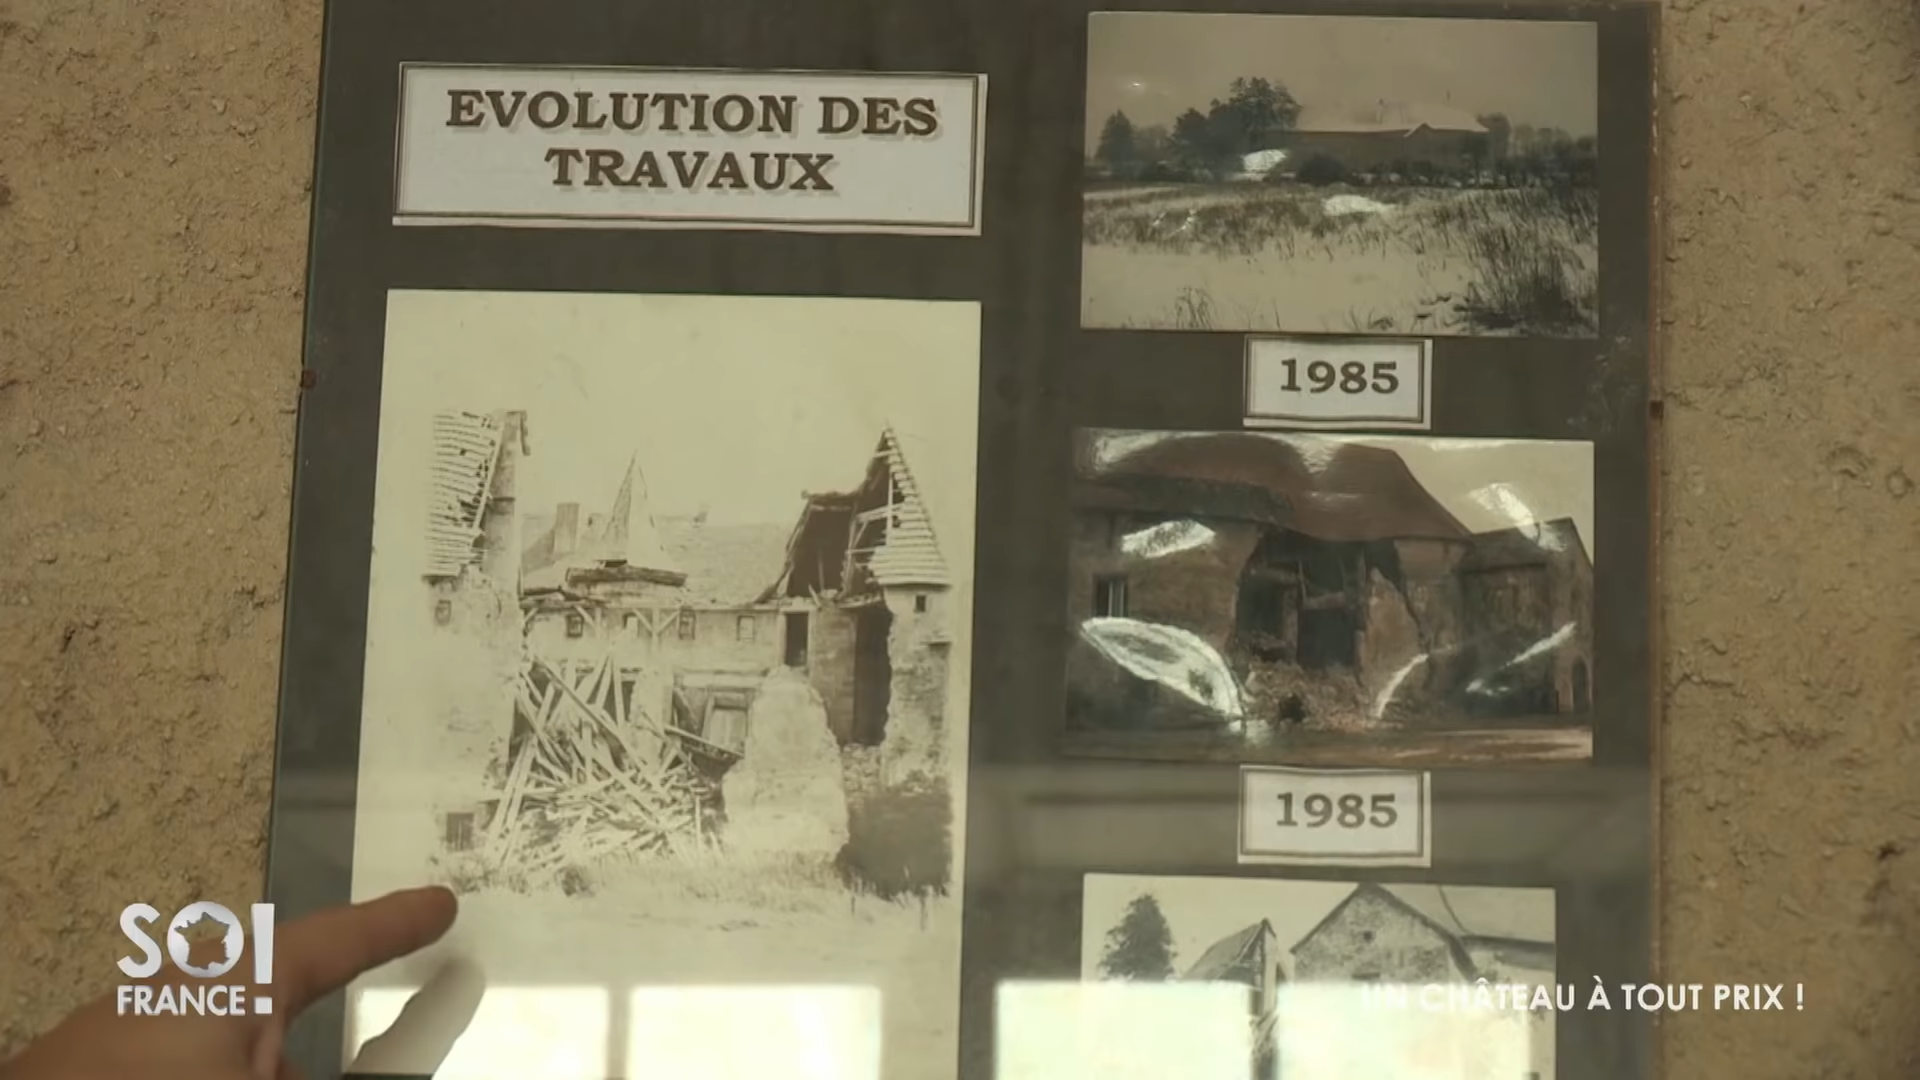 EVOLUTION DES
TRAVAUX
1985
1985
SO!
FRANCE
UN CHÂTEAU À TOUT PRIX !